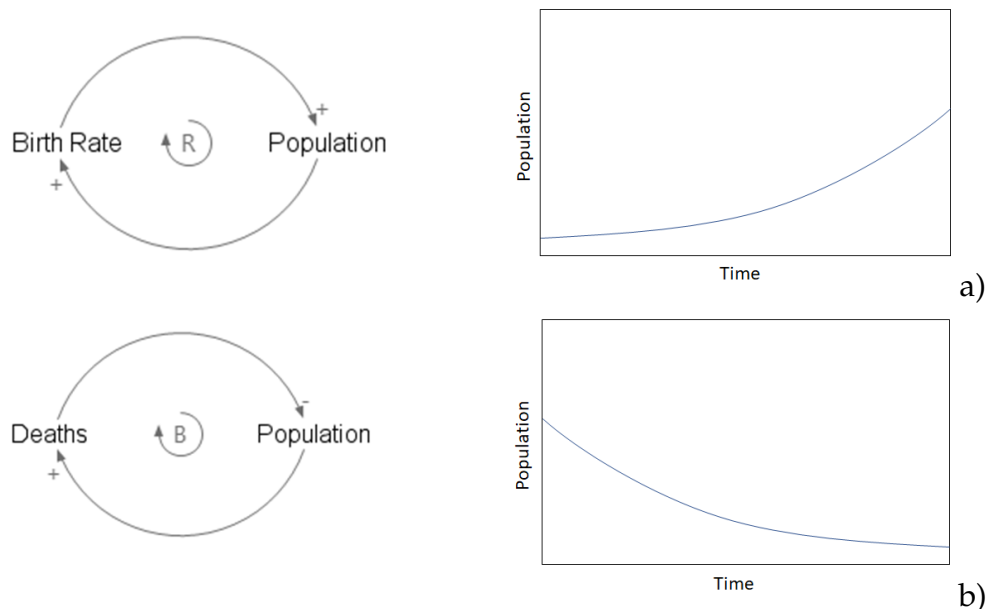 +
Birth Rate
R
Population
+
Population
Time
a)
-
Deaths
B
Population
+
Population
Time
b)